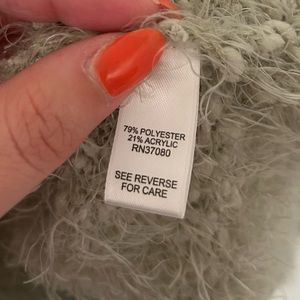 79% POLYESTER
21% ACRYLIC
RN37080
SEE REVERSE
FOR CARE